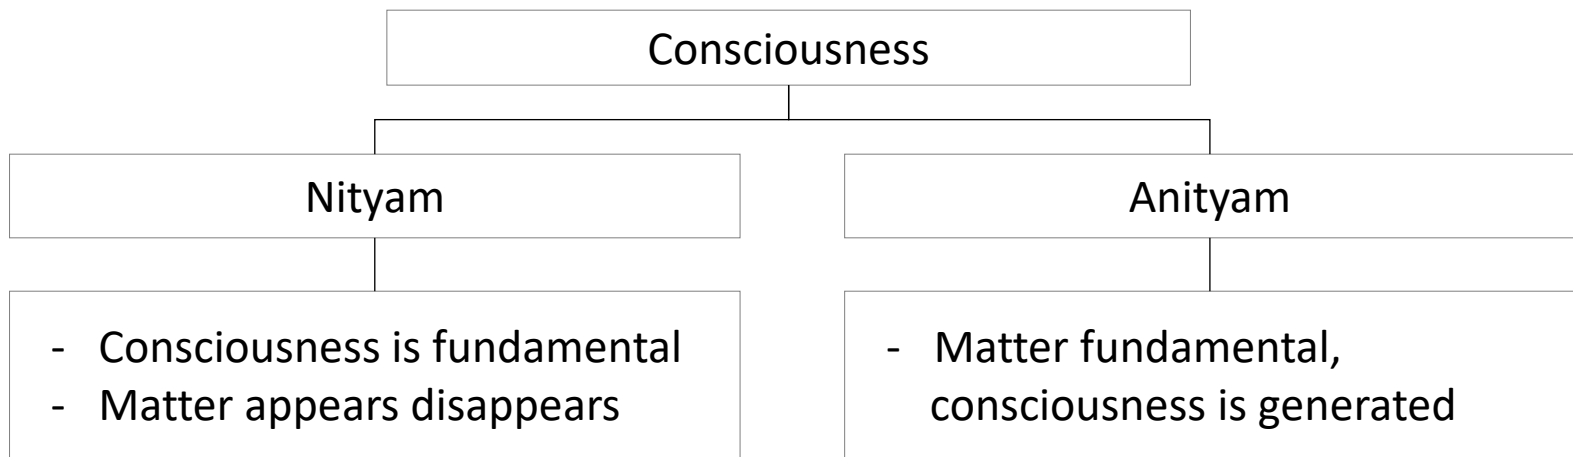 Consciousness
Nityam
Anityam
- Consciousness is fundamental
- Matter appears disappears
- Matter fundamental,
consciousness is generated